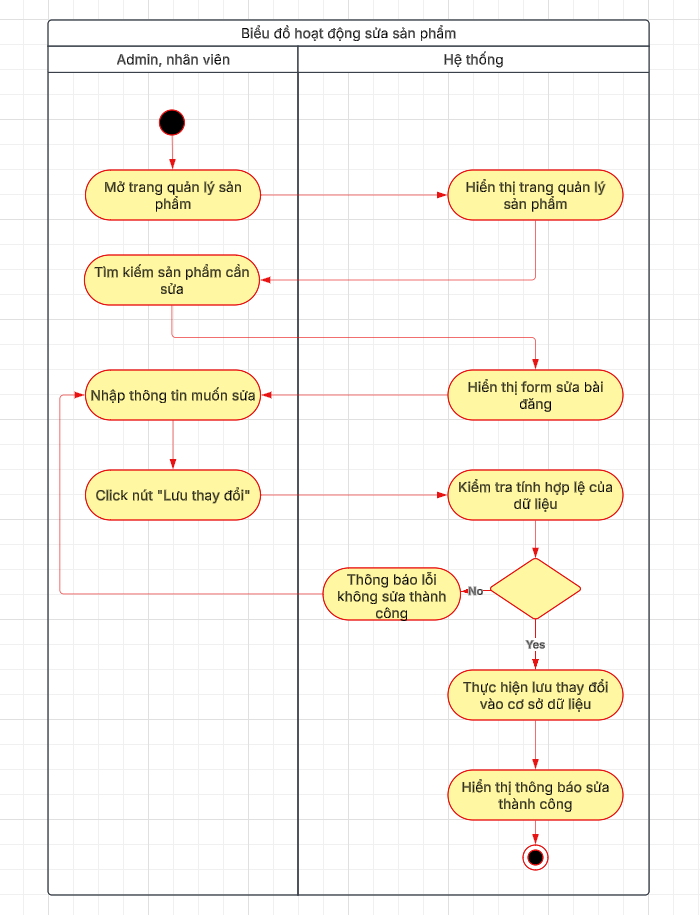 Biểu đồ hoạt động sửa sản phẩm
Admin, nhân viên
Hệ thống
Mở trang quản lý sản
phẩm
Hiển thị trang quản lý
sản phẩm
Tìm kiếm sản phẩm cần
sửa
Hiển thị form sửa bài
đăng
Nhập thông tin muốn sửa
Click nút "Lưu thay đổi"
Kiểm tra tính hợp lệ của
dữ liệu
Thông báo lỗi
không sửa thành
công
No
Yes
Thực hiện lưu thay đổi
vào cơ sở dữ liệu
Hiển thị thông báo sửa
thành công